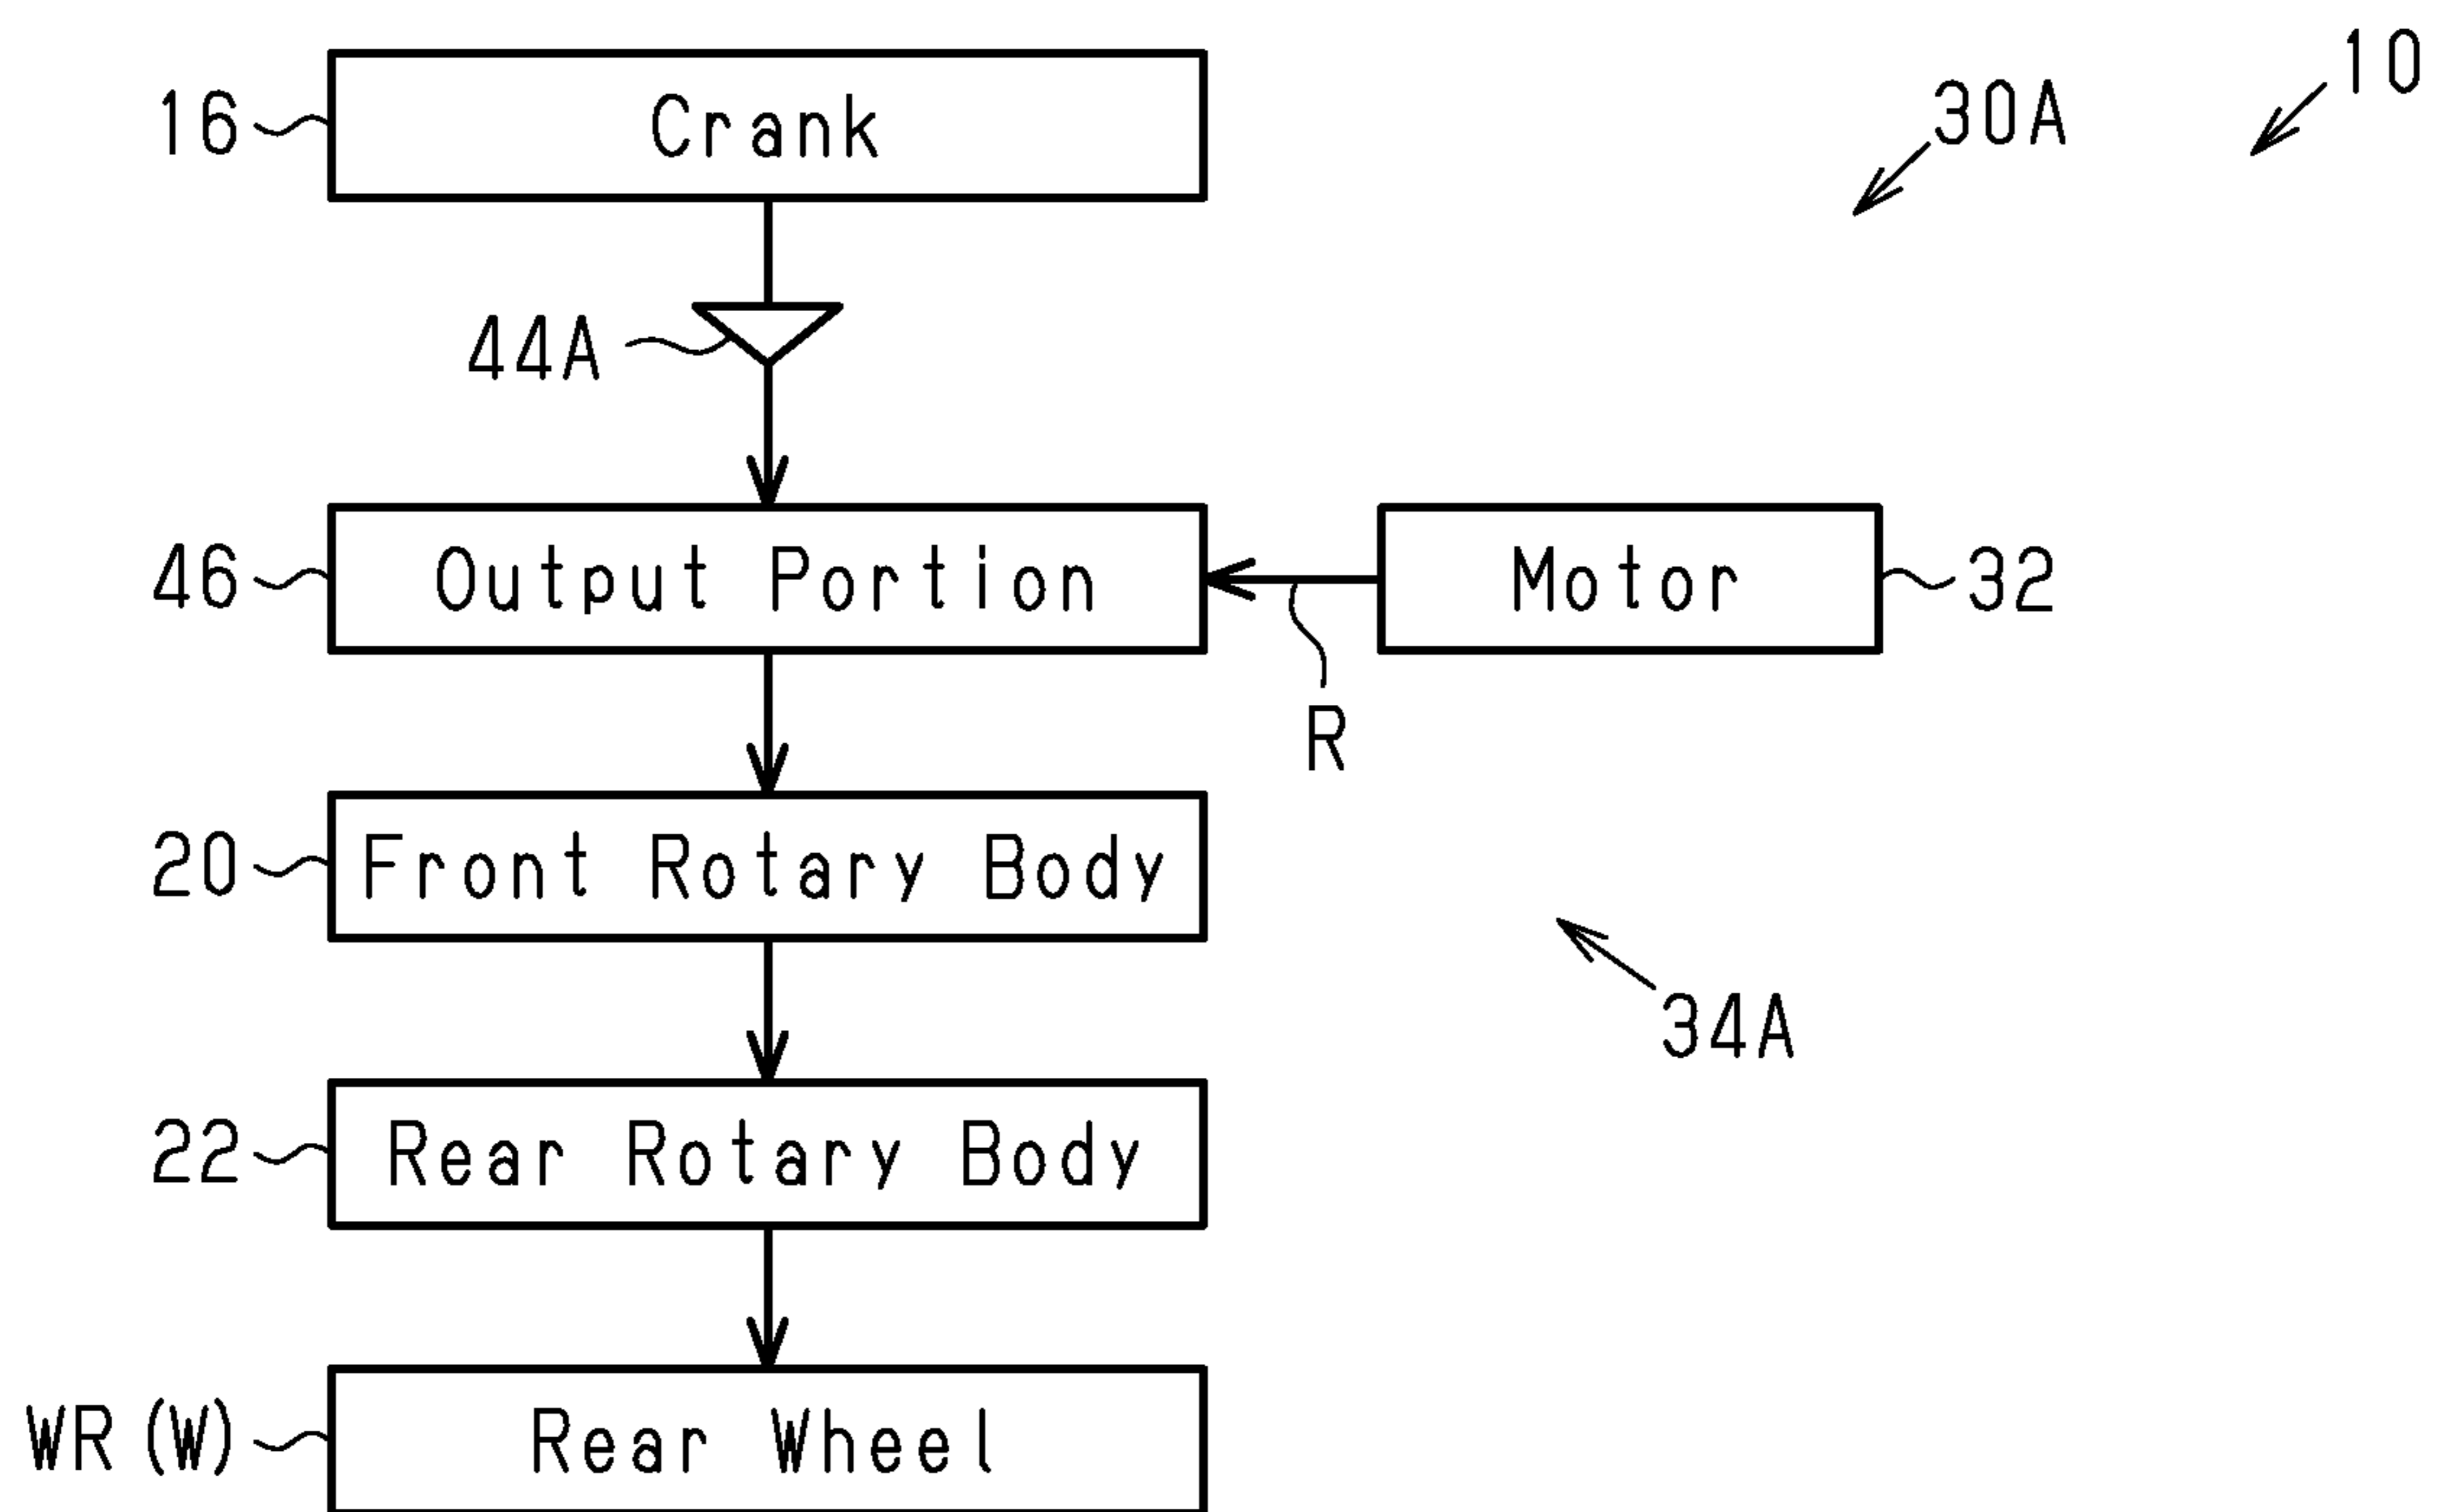 10
30A
16 Crank
44A
46 Output Portion Motor 32
R
20 Front Rotary Body
34A
22 Rear Rotary Body
WR(W) Rear Wheel